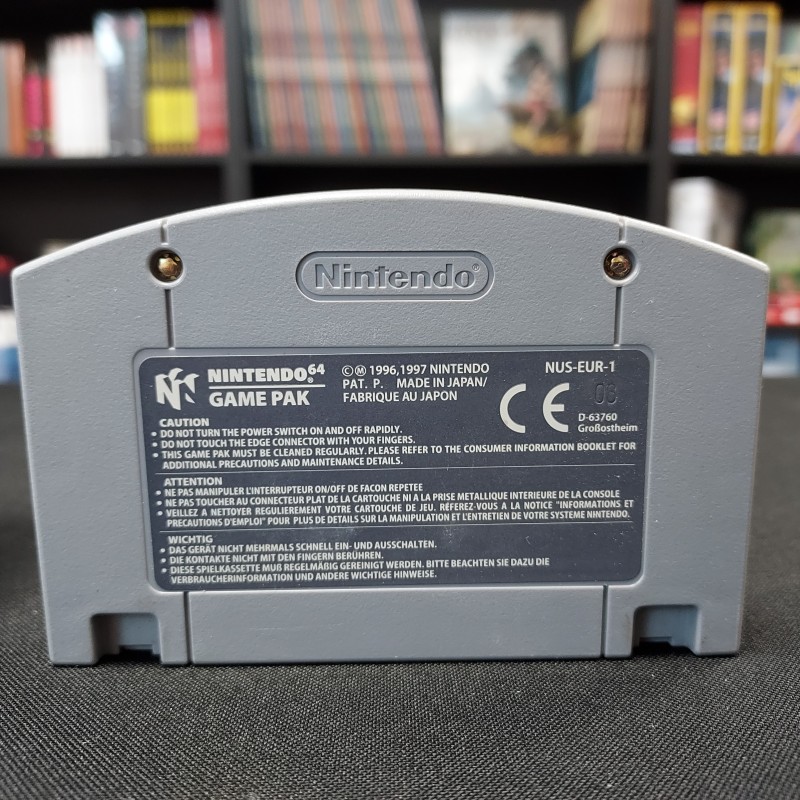 Nintendo®
NINTENDO64
GAME PAK
©Ⓜ 1996,1997 NINTENDO
PAT. P. MADE IN JAPAN/
FABRIQUE AU JAPON
NUS-EUR-1
CE
03
D-63760
Großostheim
CAUTION
• DO NOT TURN THE POWER SWITCH ON AND OFF RAPIDLY.
• DO NOT TOUCH THE EDGE CONNECTOR WITH YOUR FINGERS.
• THIS GAME PAK MUST BE CLEANED REGULARLY. PLEASE REFER TO THE CONSUMER INFORMATION BOOKLET FOR
ADDITIONAL PRECAUTIONS AND MAINTENANCE DETAILS.
ATTENTION
• NE PAS MANIPULER L'INTERRUPTEUR ON/OFF DE FACON REPETEE
• NE PAS TOUCHER AU CONNECTEUR PLAT DE LA CARTOUCHE NI A LA PRISE METALLIQUE INTERIEURE DE LA CONSOLE
• VEILLEZ A NETTOYER REGULIEREMENT VOTRE CARTOUCHE DE JEU. RÉFEREZ-VOUS A LA NOTICE "INFORMATIONS ET
PRÉCAUTIONS D'EMPLOI" POUR PLUS DE DETAILS SUR LA MANIPULATION ET L'ENTRETIEN DE VOTRE SYSTEME NINTENDO.
WICHTIG
• DAS GERÄT NICHT MEHRMALS SCHNELL EIN- UND AUSSCHALTEN.
• DIE KONTAKTE NICHT MIT DEN FINGERN BERÜHREN.
• DIESE SPIELKASSETTE MUß REGELMÄßIG GEREINIGT WERDEN. BITTE BEACHTEN SIE DAZU DIE
VERBRAUCHERINFORMATION UND ANDERE WICHTIGE HINWEISE.